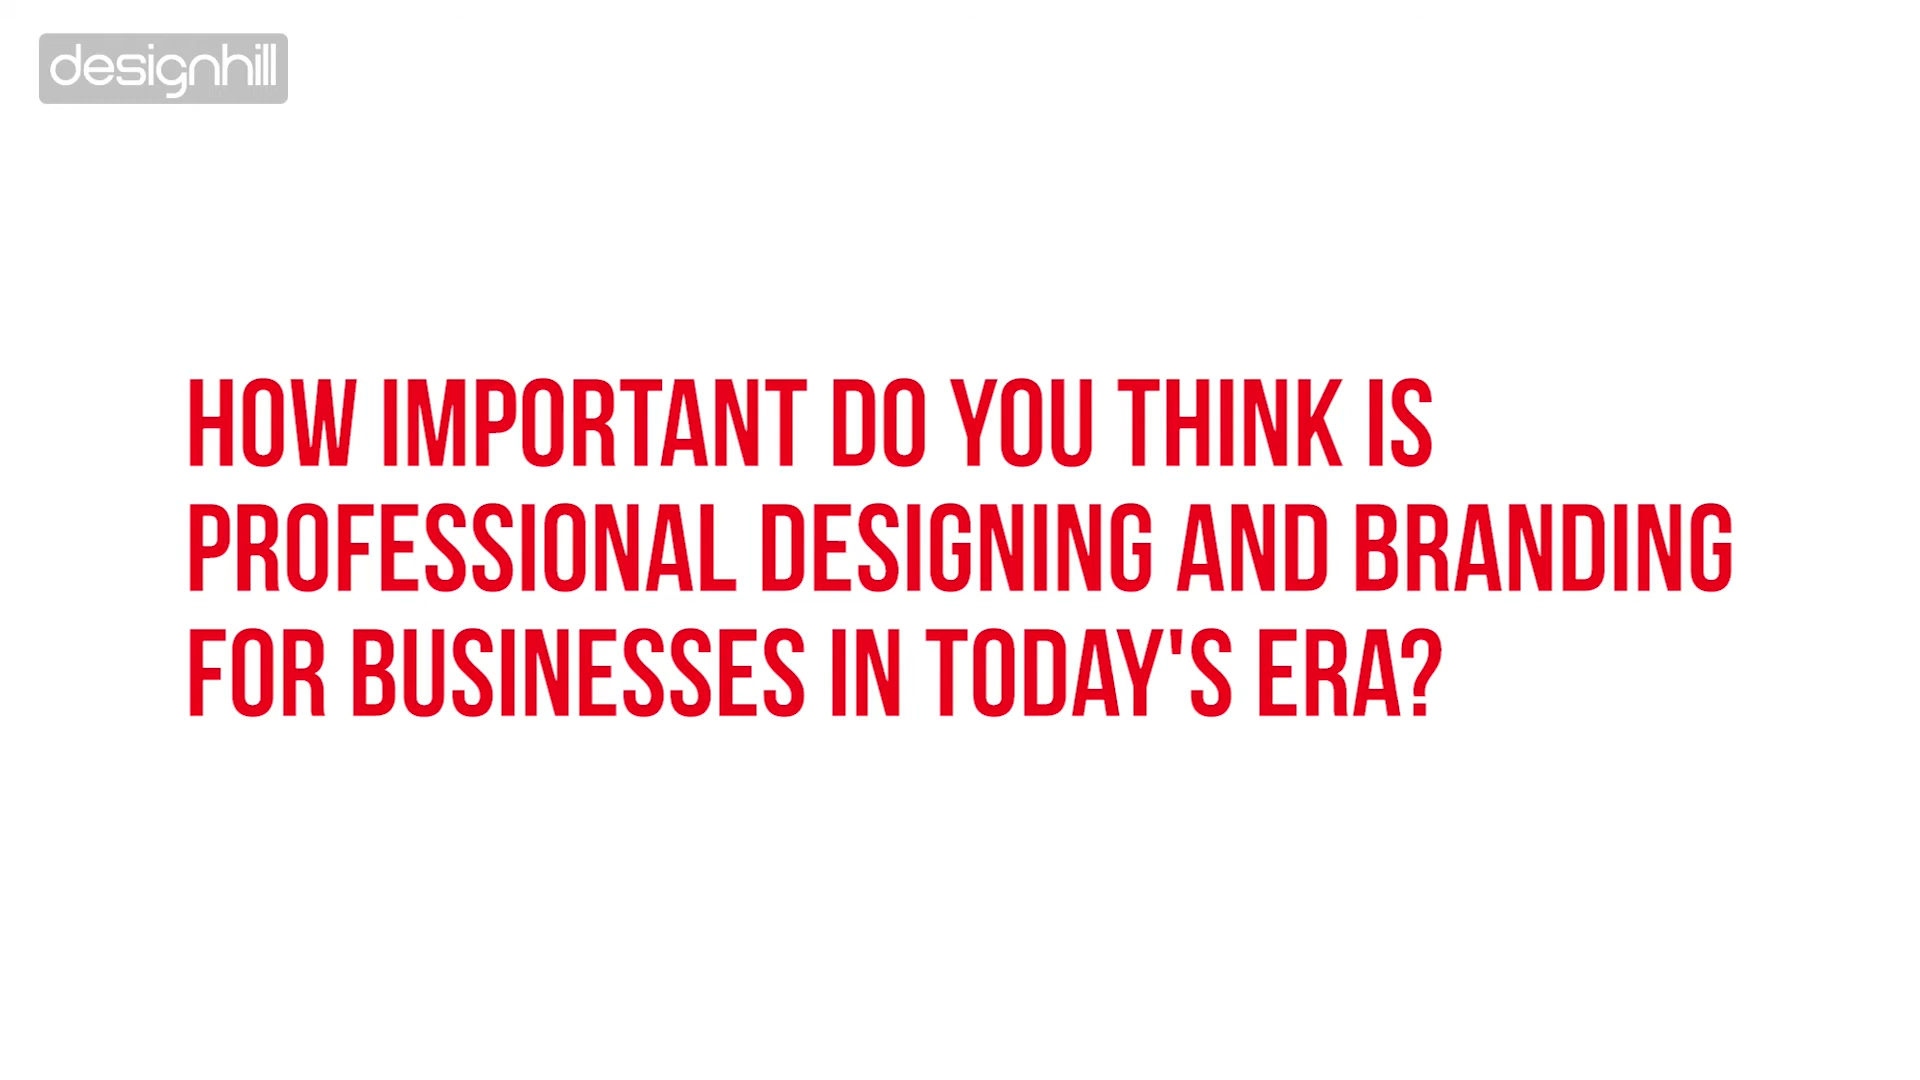 designhill
HOW IMPORTANT DO YOU THINK IS
PROFESSIONAL DESIGNING AND BRANDING
FOR BUSINESSES IN TODAY'S ERA?